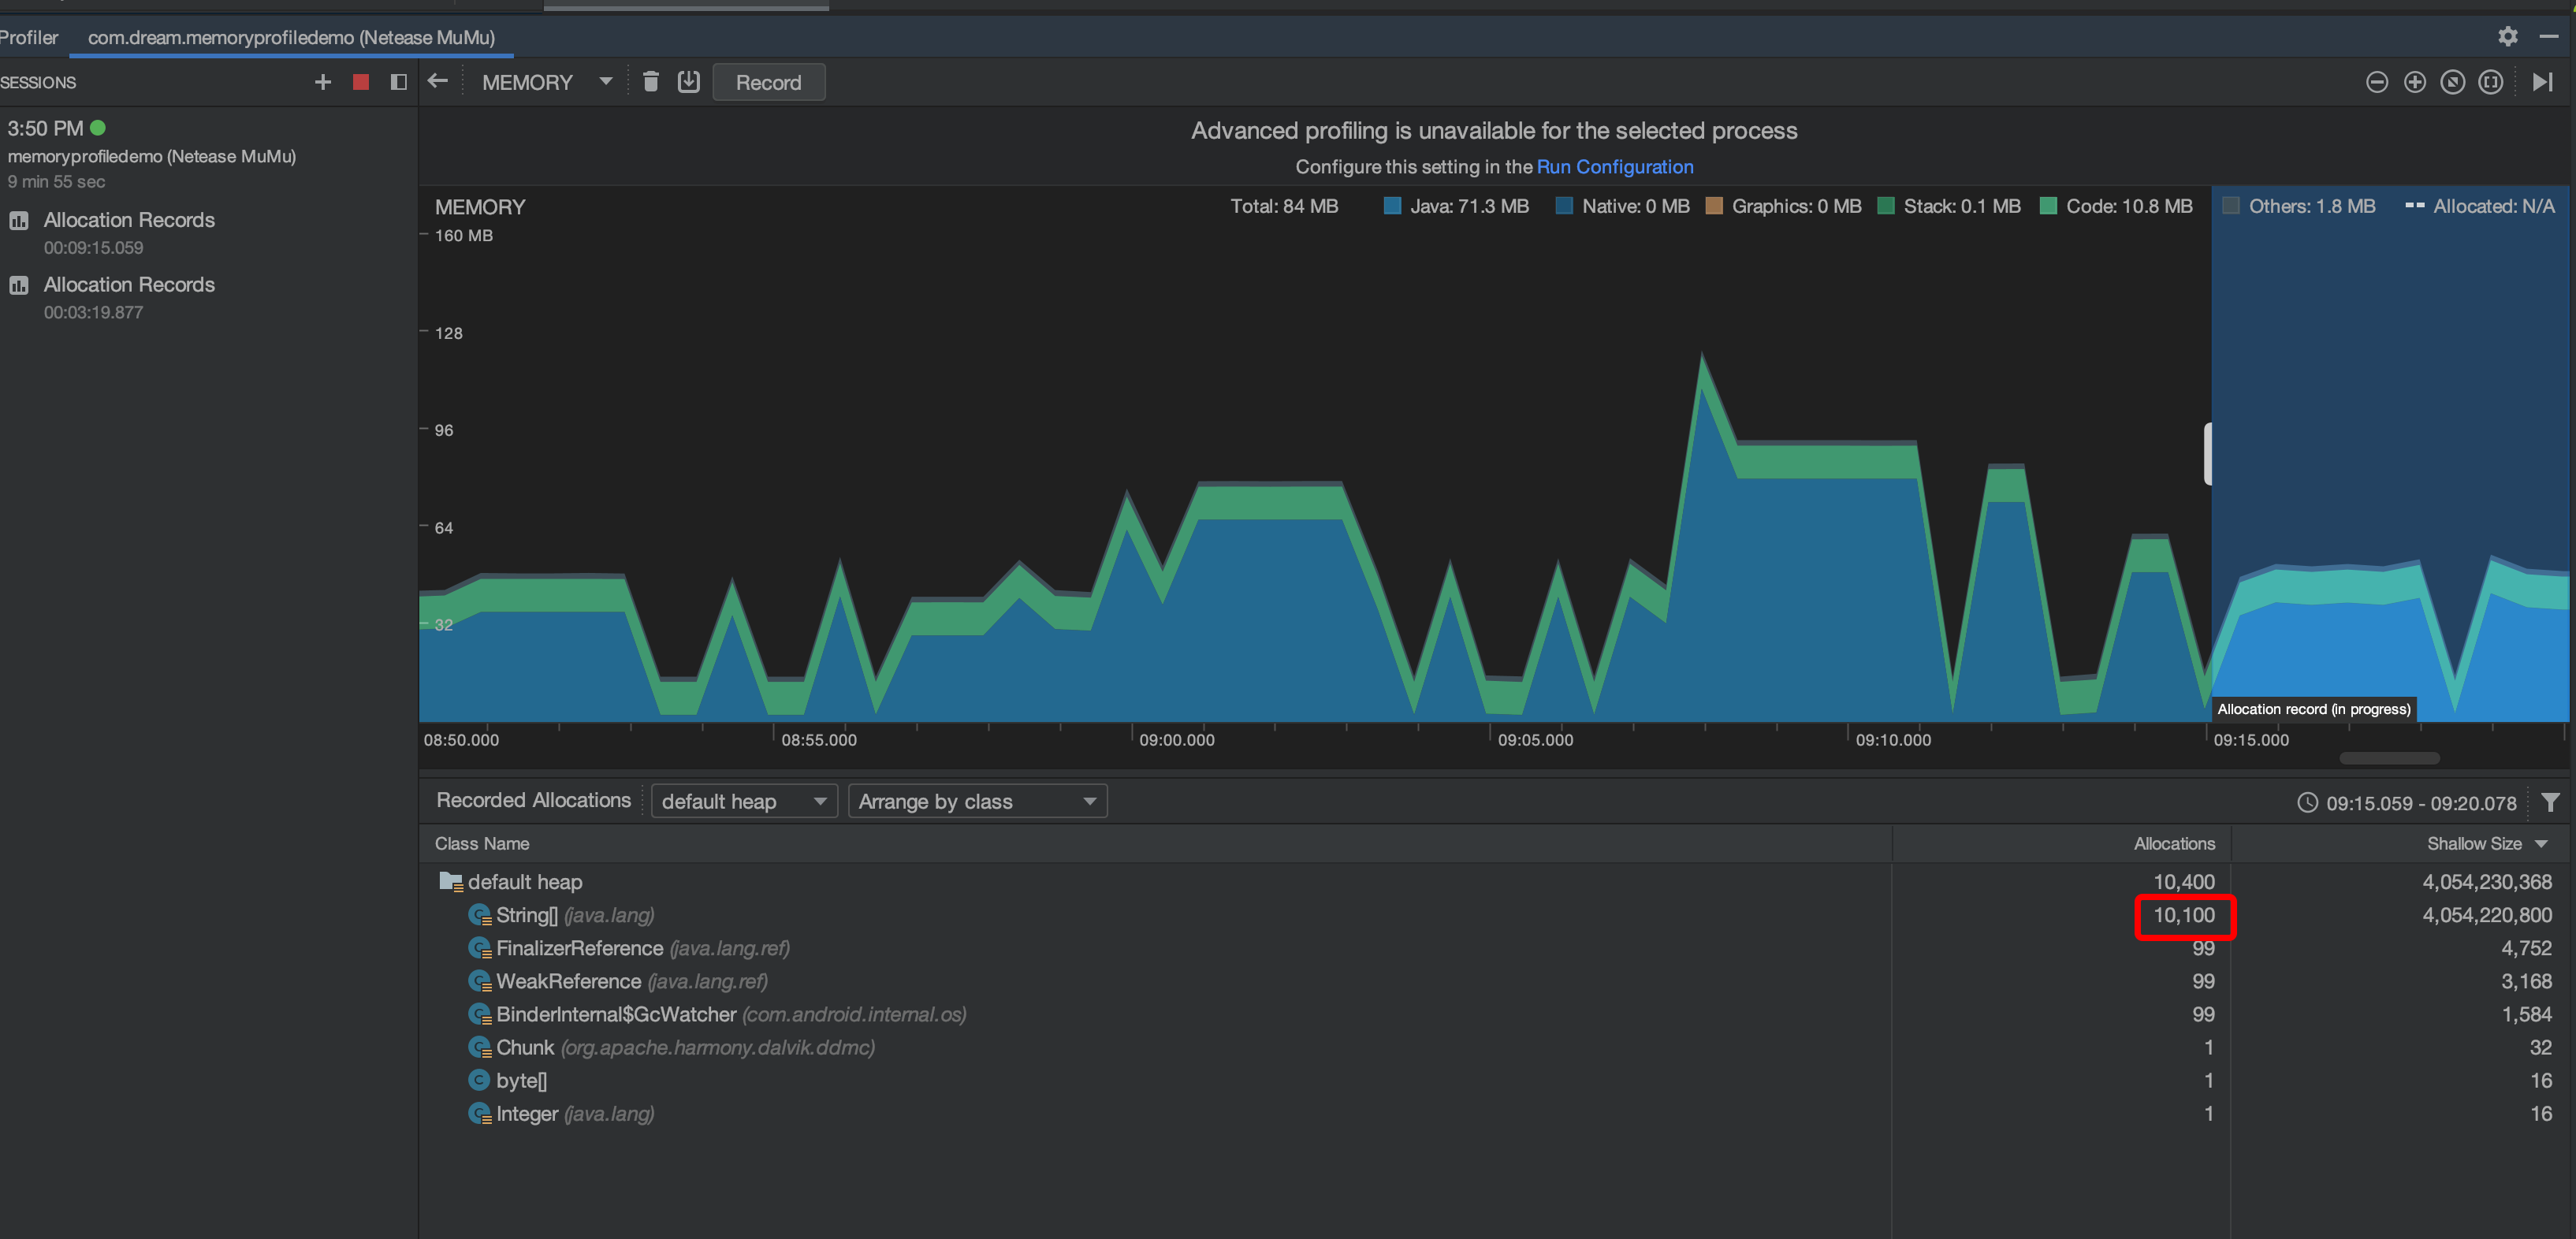 Profiler com.dream.memoryprofiledemo (Netease MuMu)
SESSIONS
MEMORY
Record
3:50 PM
memoryprofiledemo (Netease MuMu)
9 min 55 sec
Allocation Records
00:09:15.059
Allocation Records
00:03:19.877
Advanced profiling is unavailable for the selected process
Configure this setting in the Run Configuration
MEMORY
Total: 84 MB Java: 71.3 MB Native: 0 MB Graphics: 0 MB Stack: 0.1 MB Code: 10.8 MB Others: 1.8 MB Allocated: N/A
160 MB
128
96
64
32
Allocation record (in progress)
08:50.000 08:55.000 09:00.000 09:05.000 09:10.000 09:15.000
Recorded Allocations default heap Arrange by class 09:15.059 - 09:20.078
Class Name Allocations Shallow Size
default heap 10,400 4,054,230,368
String[] (java.lang) 10,100 4,054,220,800
FinalizerReference (java.lang.ref) 99 4,752
WeakReference (java.lang.ref) 99 3,168
BinderInternal$GcWatcher (com.android.internal.os) 99 1,584
Chunk (org.apache.harmony.dalvik.ddmc) 1 32
byte[] 1 16
Integer (java.lang) 1 16